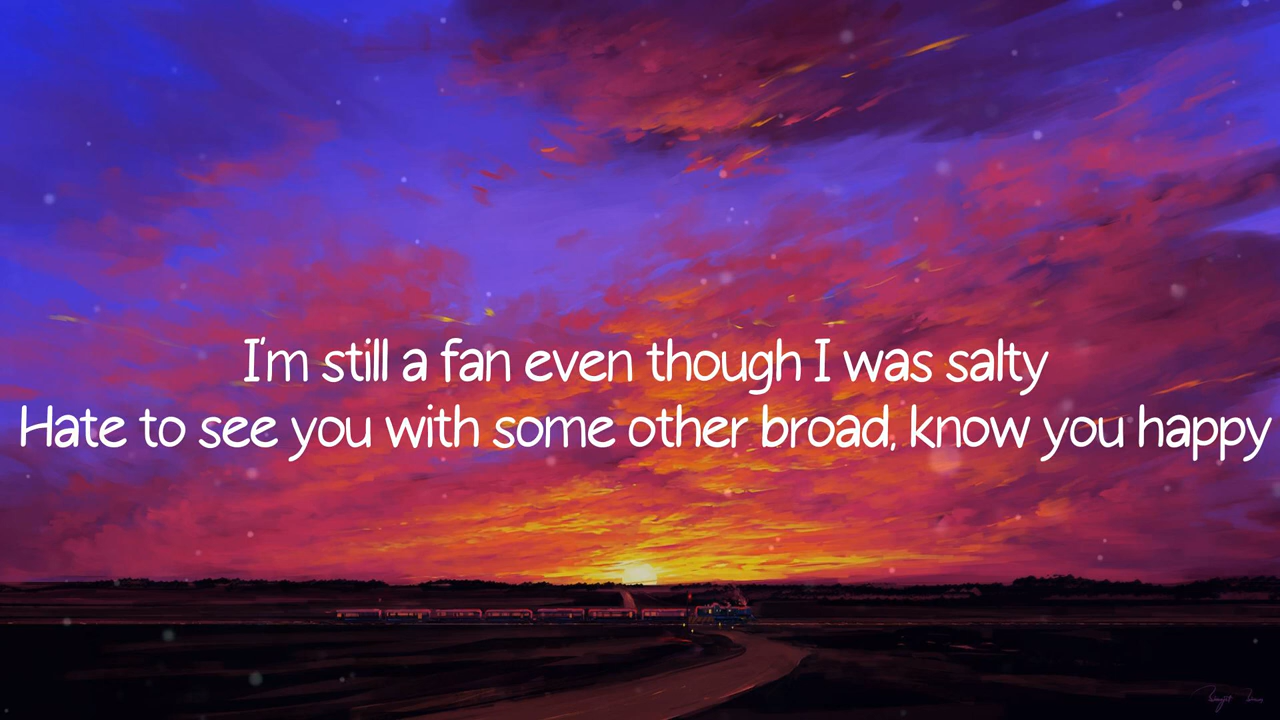 I'm still a fan even though I was salty
Hate to see you with some other broad, know you happy